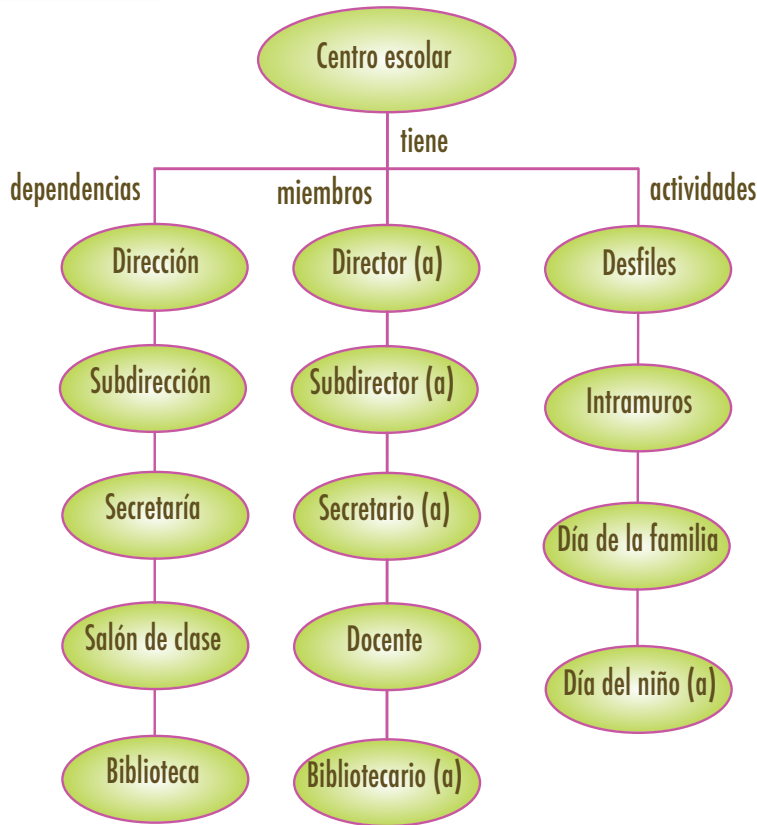 Centro escolar
tiene
dependencias
miembros
actividades
Dirección
Director (a)
Desfiles
Subdirección
Subdirector (a)
Intramuros
Secretaría
Secretario (a)
Día de la familia
Salón de clase
Docente
Día del niño (a)
Biblioteca
Bibliotecario (a)